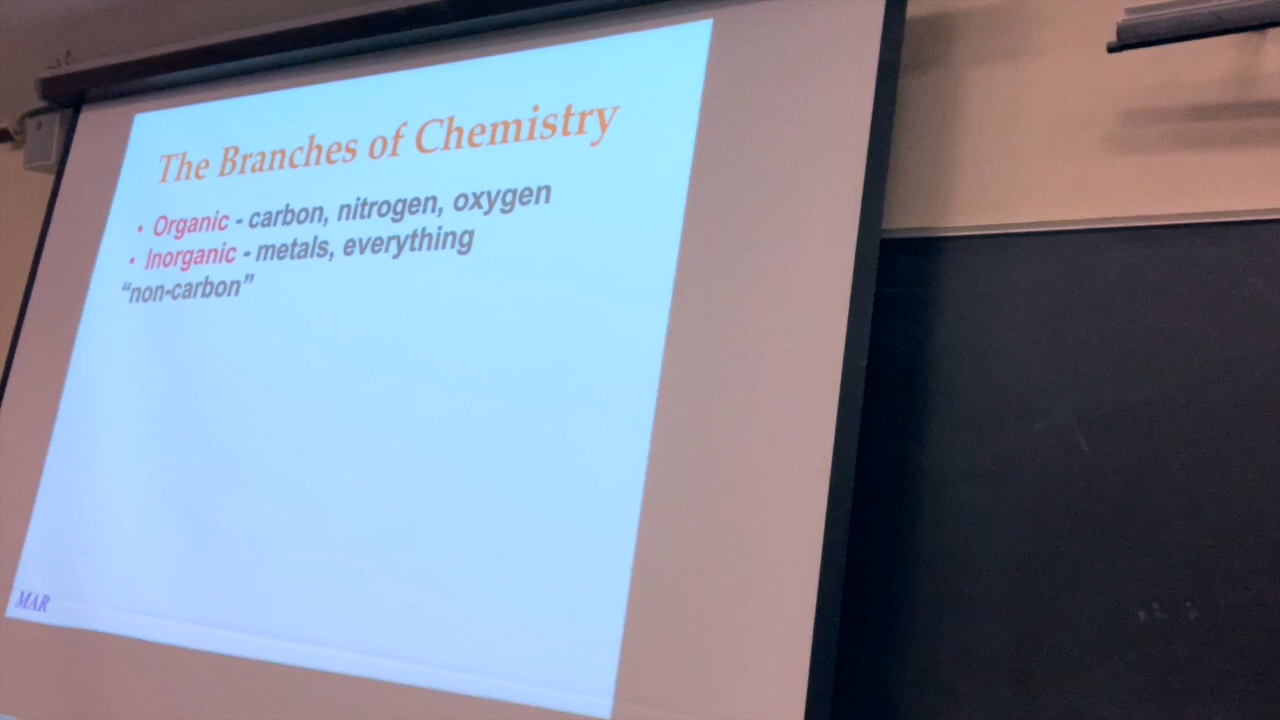 The Branches of Chemistry
• Organic - carbon, nitrogen, oxygen
• Inorganic - metals, everything
“non-carbon”
MAR